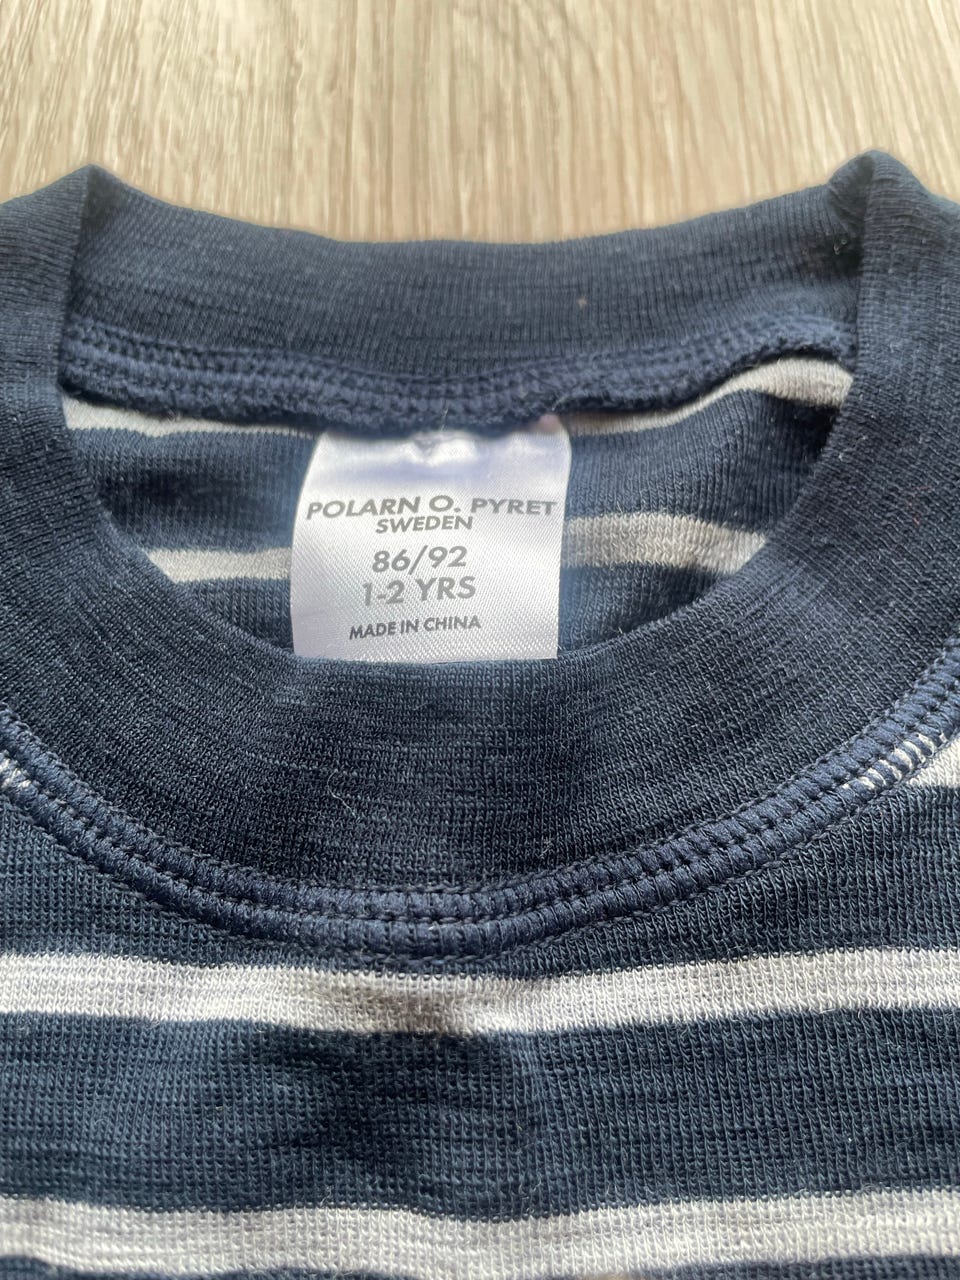 POLARN O. PYRET
SWEDEN
86/92
1-2 YRS
MADE IN CHINA